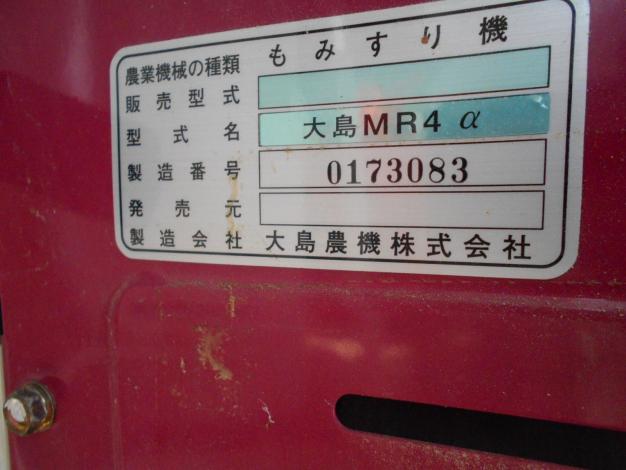 農業機械の種類 もみすり機
販売型式
型式名 大島MR4 α
製造番号 0173083
発売元
製造会社 大島農機株式会社